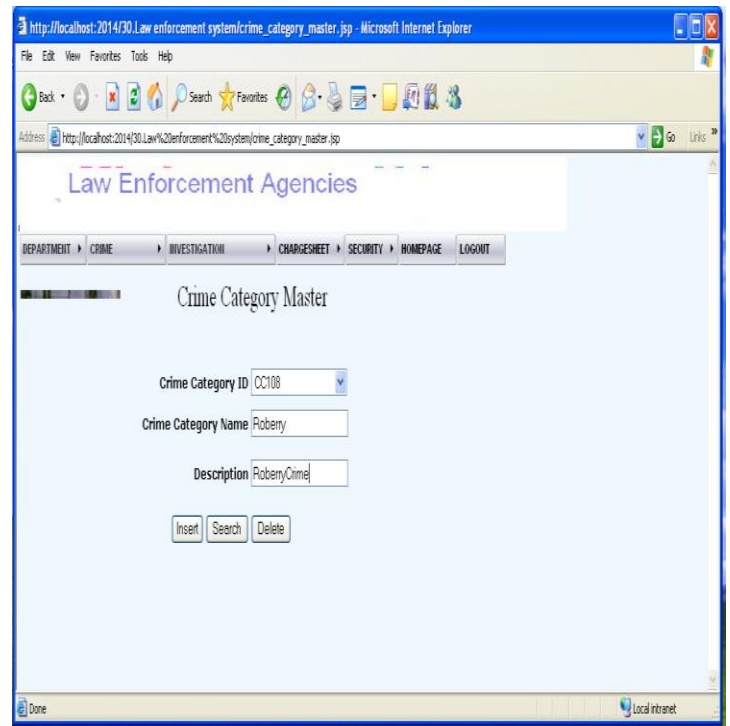 http://localhost:2014/30.Law enforcement system/crime_category_master.jsp - Microsoft Internet Explorer
File Edit View Favorites Tools Help
Back Search Favorites
Address http://localhost:2014/30.Law%20enforcement%20system/crime_category_master.jsp Go Links »
Law Enforcement Agencies
DEPARTMENT CRIME INVESTIGATION CHARGESHEET SECURITY HOMEPAGE LOGOUT
Crime Category Master
Crime Category ID CC108
Crime Category Name Roberry
Description RoberryCrime
Insert Search Delete
Done Local intranet